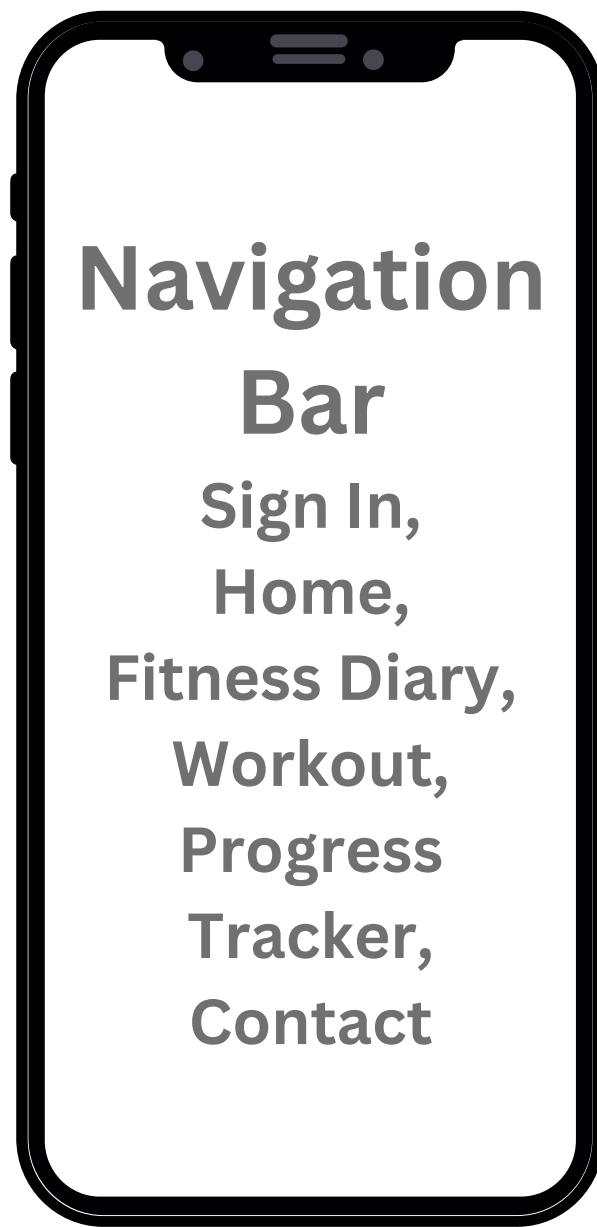 Navigation
Bar
Sign In,
Home,
Fitness Diary,
Workout,
Progress
Tracker,
Contact